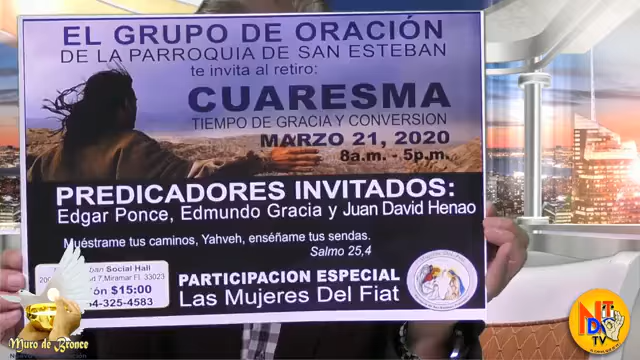 EL GRUPO DE ORACIÓN
DE LA PARROQUIA DE SAN ESTEBAN
te invita al retiro:
CUARESMA
TIEMPO DE GRACIA Y CONVERSION
MARZO 21, 2020
8a.m. - 5p.m.
PREDICADORES INVITADOS:
Edgar Ponce, Edmundo Gracia y Juan David Henao
Muéstrame tus caminos, Yahveh, enséñame tus sendas.
Salmo 25,4
Social Hall
Miramar Fl. 33023
$15:00
4-325-4583
PARTICIPACION ESPECIAL
Las Mujeres Del Fiat
Muro de Bronce
NTD
TV